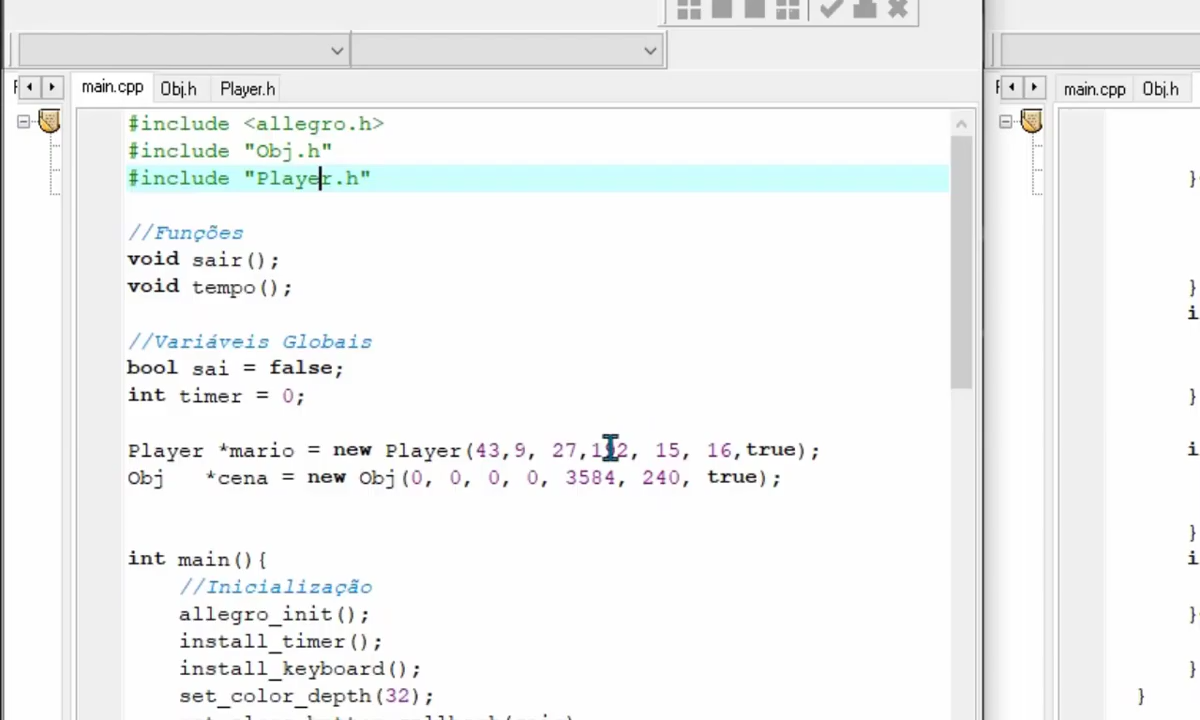 main.cpp Obj.h Player.h
main.cpp Obj.h
#include <allegro.h>
#include "Obj.h"
#include "Player.h"
//Funções
void sair();
void tempo();
//Variáveis Globais
bool sai = false;
int timer = 0;
Player *mario = new Player(43,9, 27,192, 15, 16,true);
Obj *cena = new Obj(0, 0, 0, 0, 3584, 240, true);
int main(){
//Inicialização
allegro_init();
install_timer();
install_keyboard();
set_color_depth(32);
}
}
i
}
i
}
i
}
}
}